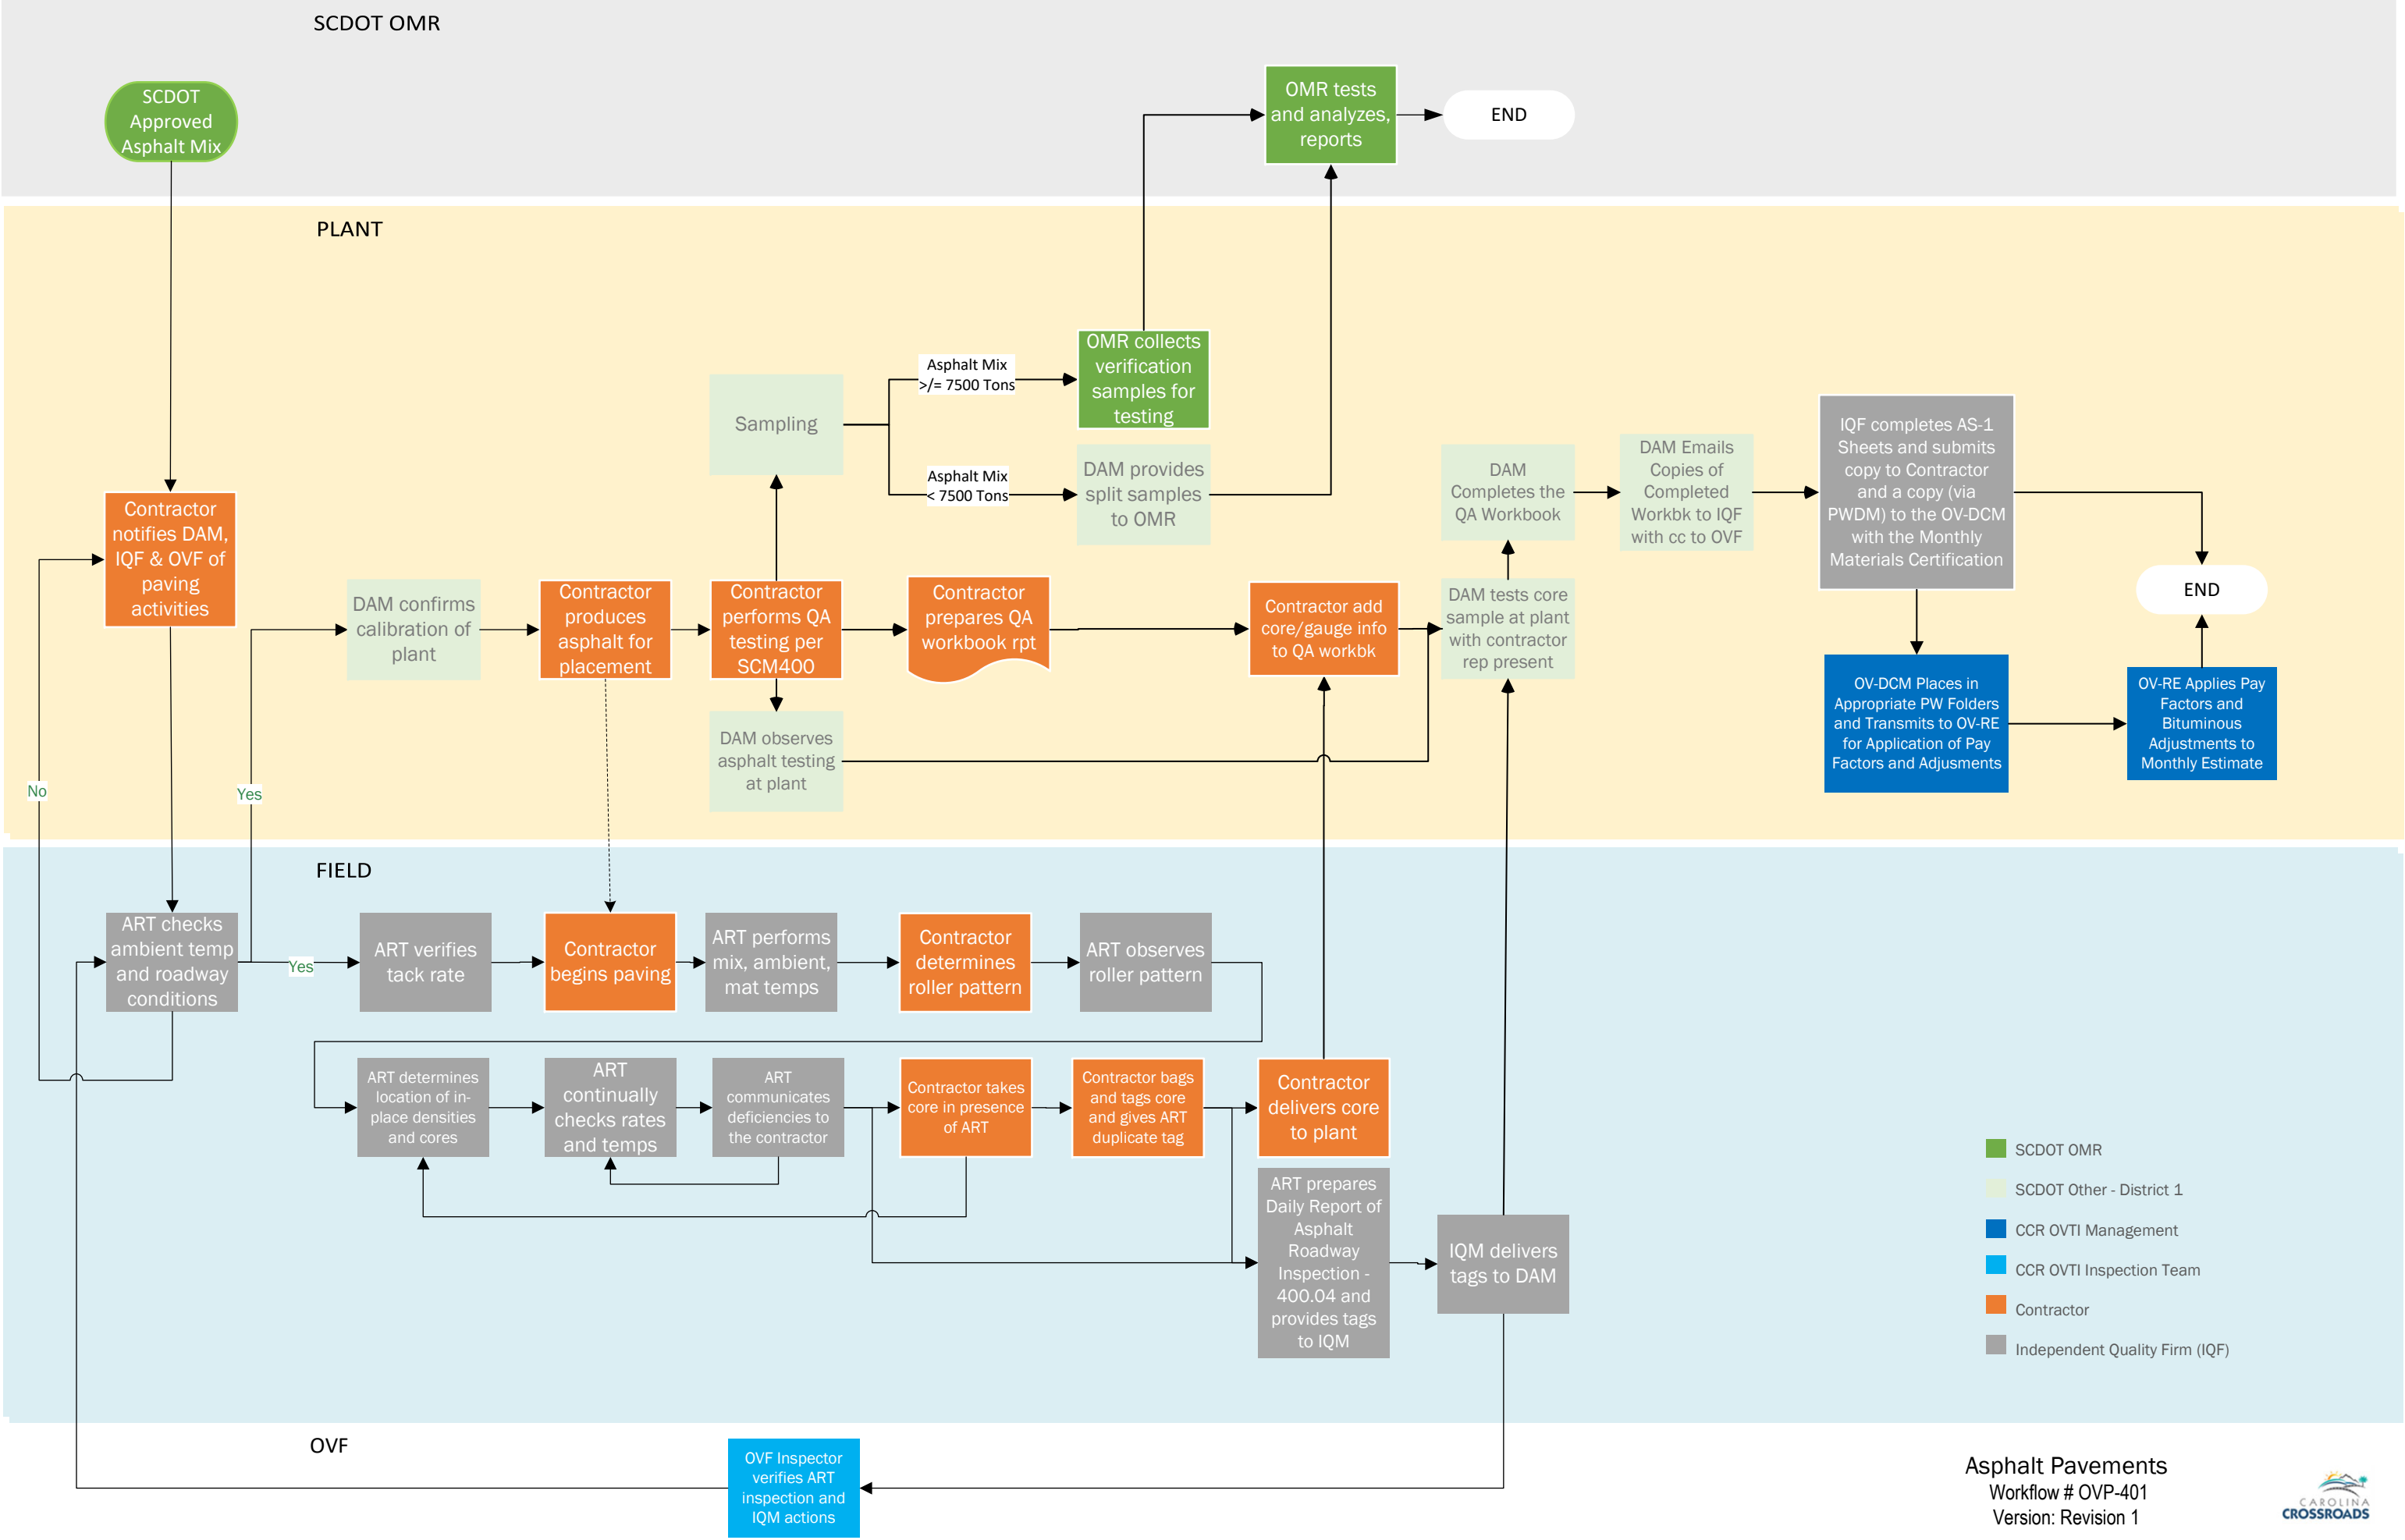 SCDOT OMR
SCDOT
Approved
Asphalt Mix
OMR tests
and analyzes,
reports
END
PLANT
Contractor
notifies DAM,
IQF & OVF of
paving
activities
No
Yes
DAM confirms
calibration of
plant
Contractor
produces
asphalt for
placement
Contractor
performs QA
testing per
SCM400
Sampling
Asphalt Mix
>/= 7500 Tons
OMR collects
verification
samples for
testing
Asphalt Mix
< 7500 Tons
DAM provides
split samples
to OMR
Contractor
prepares QA
workbook rpt
DAM observes
asphalt testing
at plant
Contractor add
core/gauge info
to QA workbk
DAM tests core
sample at plant
with contractor
rep present
DAM
Completes the
QA Workbook
DAM Emails
Copies of
Completed
Workbk to IQF
with cc to OVF
IQF completes AS-1
Sheets and submits
copy to Contractor
and a copy (via
PWDM) to the OV-DCM
with the Monthly
Materials Certification
END
OV-DCM Places in
Appropriate PW Folders
and Transmits to OV-RE
for Application of Pay
Factors and Adjusments
OV-RE Applies Pay
Factors and
Bituminous
Adjustments to
Monthly Estimate
FIELD
ART checks
ambient temp
and roadway
conditions
Yes
ART verifies
tack rate
Contractor
begins paving
ART performs
mix, ambient,
mat temps
Contractor
determines
roller pattern
ART observes
roller pattern
ART determines
location of in-
place densities
and cores
ART
continually
checks rates
and temps
ART
communicates
deficiencies to
the contractor
Contractor takes
core in presence
of ART
Contractor bags
and tags core
and gives ART
duplicate tag
Contractor
delivers core
to plant
ART prepares
Daily Report of
Asphalt
Roadway
Inspection -
400.04 and
provides tags
to IQM
IQM delivers
tags to DAM
SCDOT OMR
SCDOT Other - District 1
CCR OVTI Management
CCR OVTI Inspection Team
Contractor
Independent Quality Firm (IQF)
OVF
OVF Inspector
verifies ART
inspection and
IQM actions
Asphalt Pavements
Workflow # OVP-401
Version: Revision 1
CAROLINA
CROSSROADS